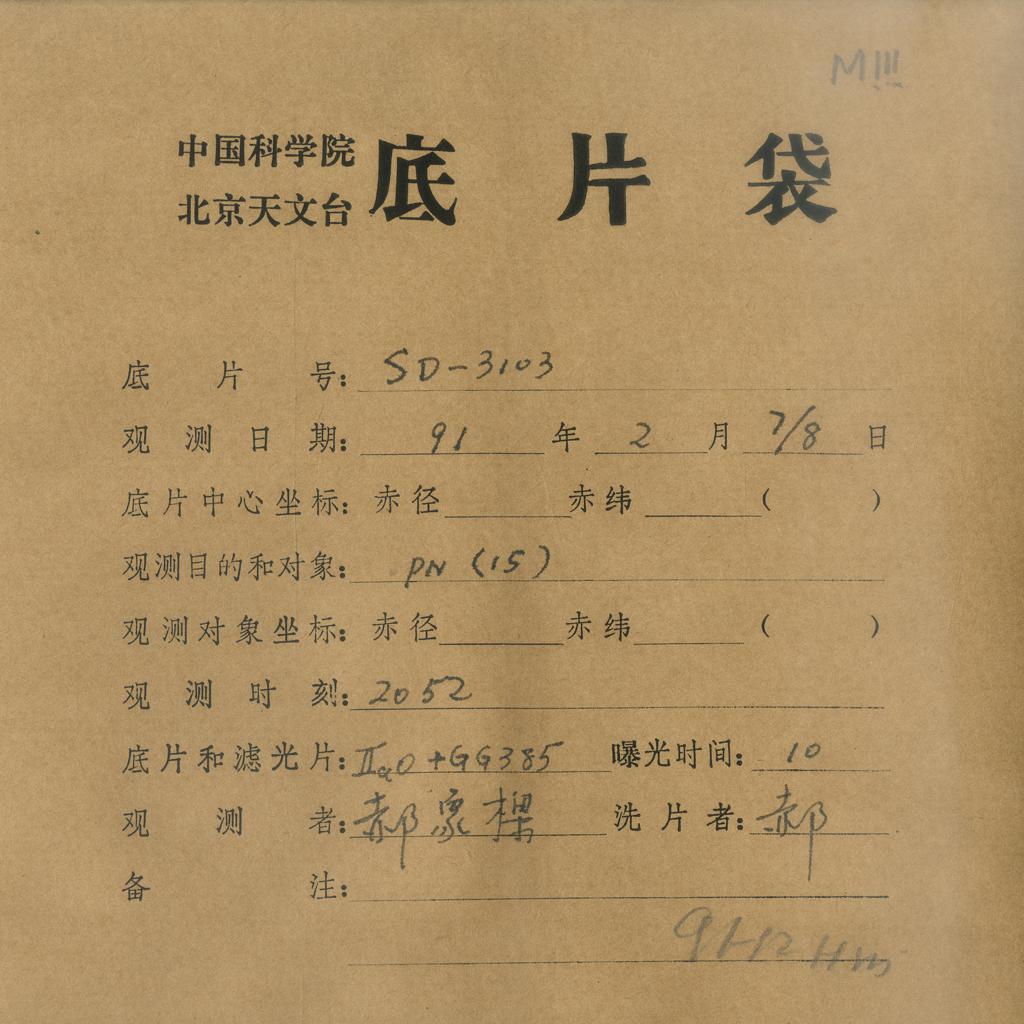 M !!!
中国科学院
北京天文台
底片袋
底片号：SD-3103
观测日期：91年2月7/8日
底片中心坐标：赤径 赤纬 ( )
观测目的和对象：PN (15)
观测对象坐标：赤径 赤纬 ( )
观测时刻：2052
底片和滤光片：IIaO+GG385 曝光时间：10
观测者：郝象樑 洗片者：郝
备注：